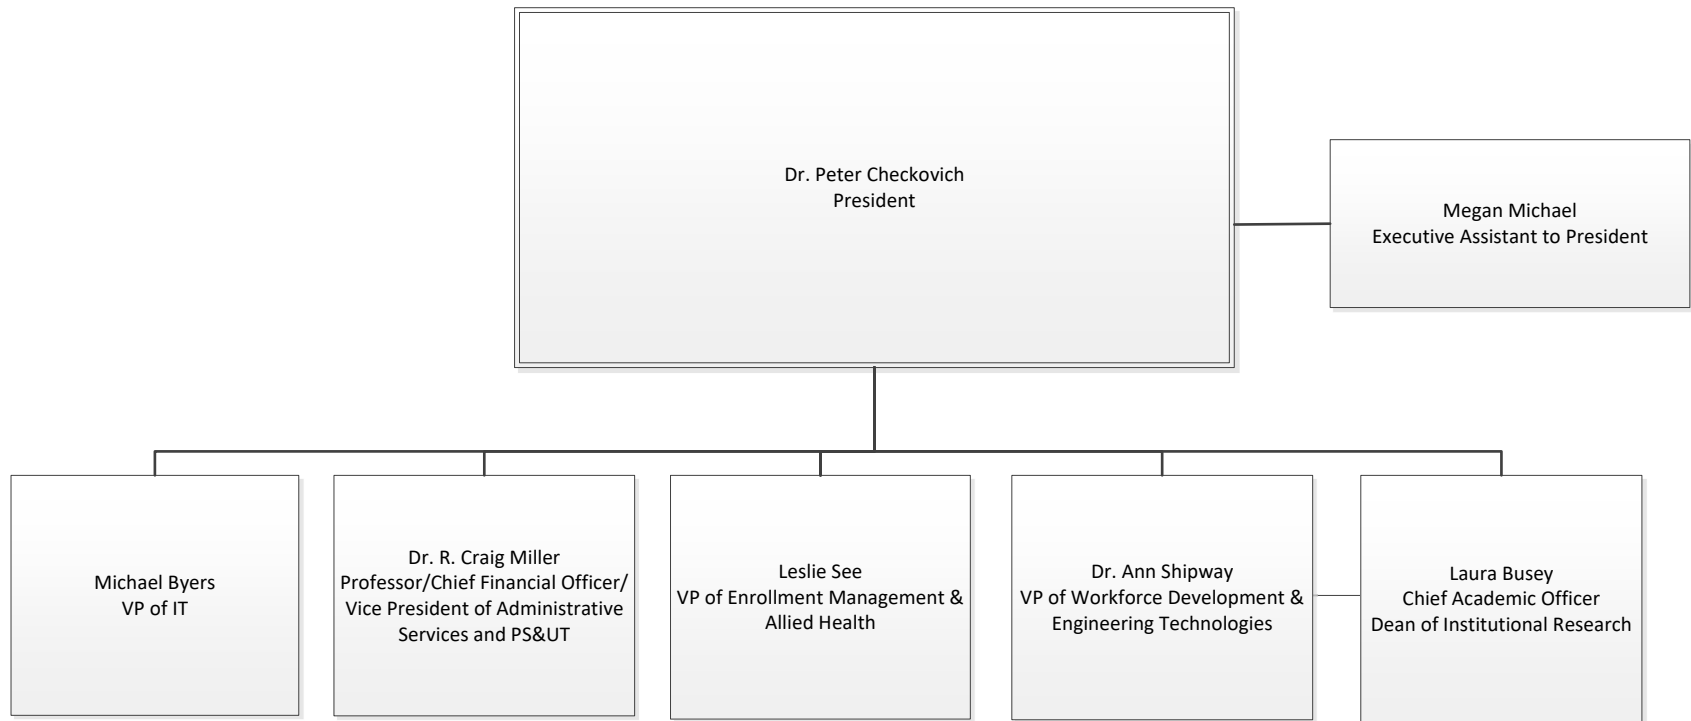 Dr. Peter Checkovich
President
Megan Michael
Executive Assistant to President
Michael Byers
VP of IT
Dr. R. Craig Miller
Professor/Chief Financial Officer/
Vice President of Administrative
Services and PS&UT
Leslie See
VP of Enrollment Management &
Allied Health
Dr. Ann Shipway
VP of Workforce Development &
Engineering Technologies
Laura Busey
Chief Academic Officer
Dean of Institutional Research